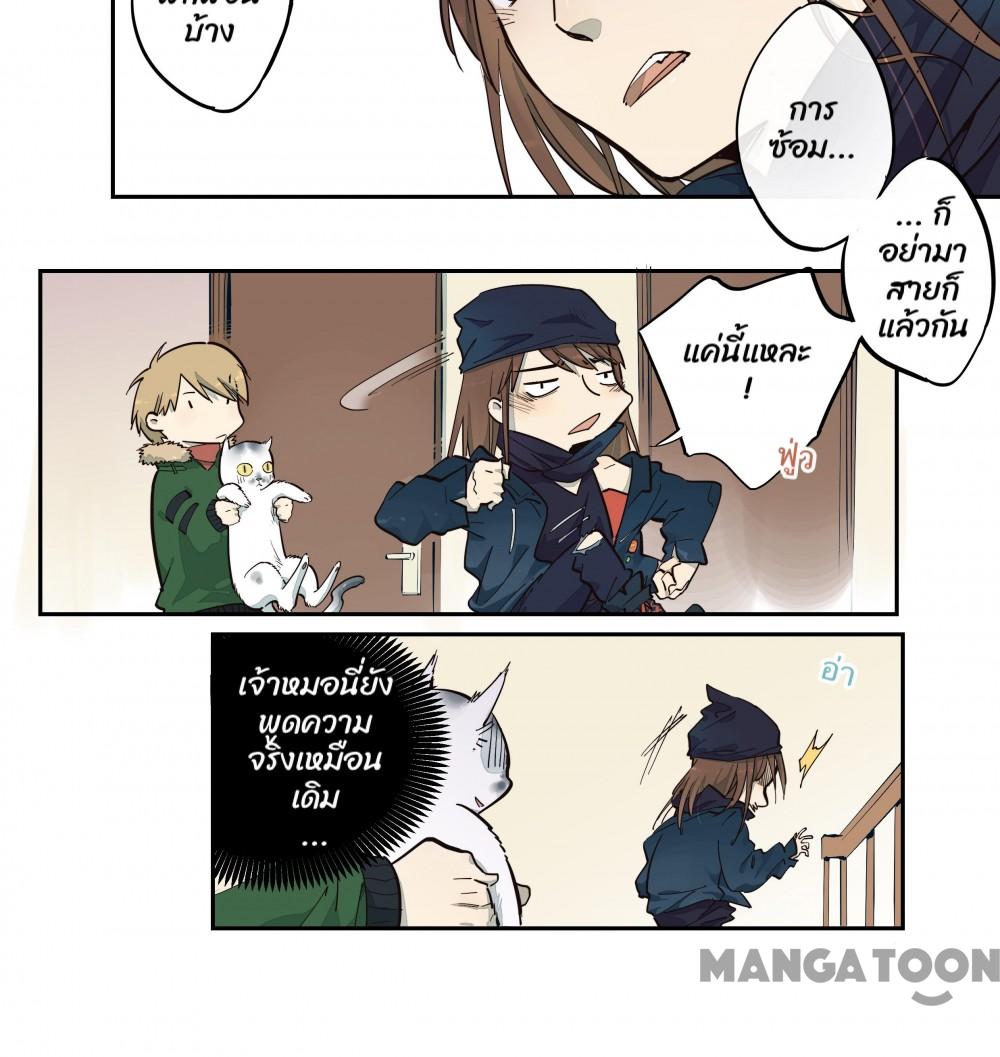 บ้าง
การ
ซ้อม...
... ก็
อย่ามา
สายก็
แล้วกัน
แค่นี้แหละ
!
ฟู่ว
เจ้าหมอนี่ยัง
พูดความ
จริงเหมือน
เดิม
...
อ่า
MANGATOON